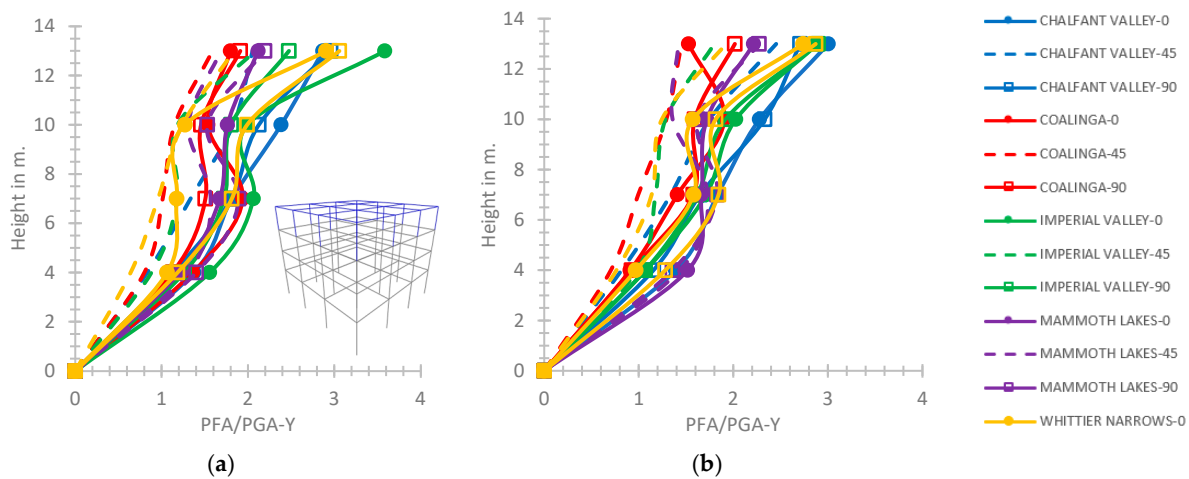 14
12
10
8
6
4
2
0
Height in m.
0 1 2 3 4
PFA/PGA-Y
(a)
14
12
10
8
6
4
2
0
Height in m.
0 1 2 3 4
PFA/PGA-Y
(b)
CHALFANT VALLEY-0
CHALFANT VALLEY-45
CHALFANT VALLEY-90
COALINGA-0
COALINGA-45
COALINGA-90
IMPERIAL VALLEY-0
IMPERIAL VALLEY-45
IMPERIAL VALLEY-90
MAMMOTH LAKES-0
MAMMOTH LAKES-45
MAMMOTH LAKES-90
WHITTIER NARROWS-0